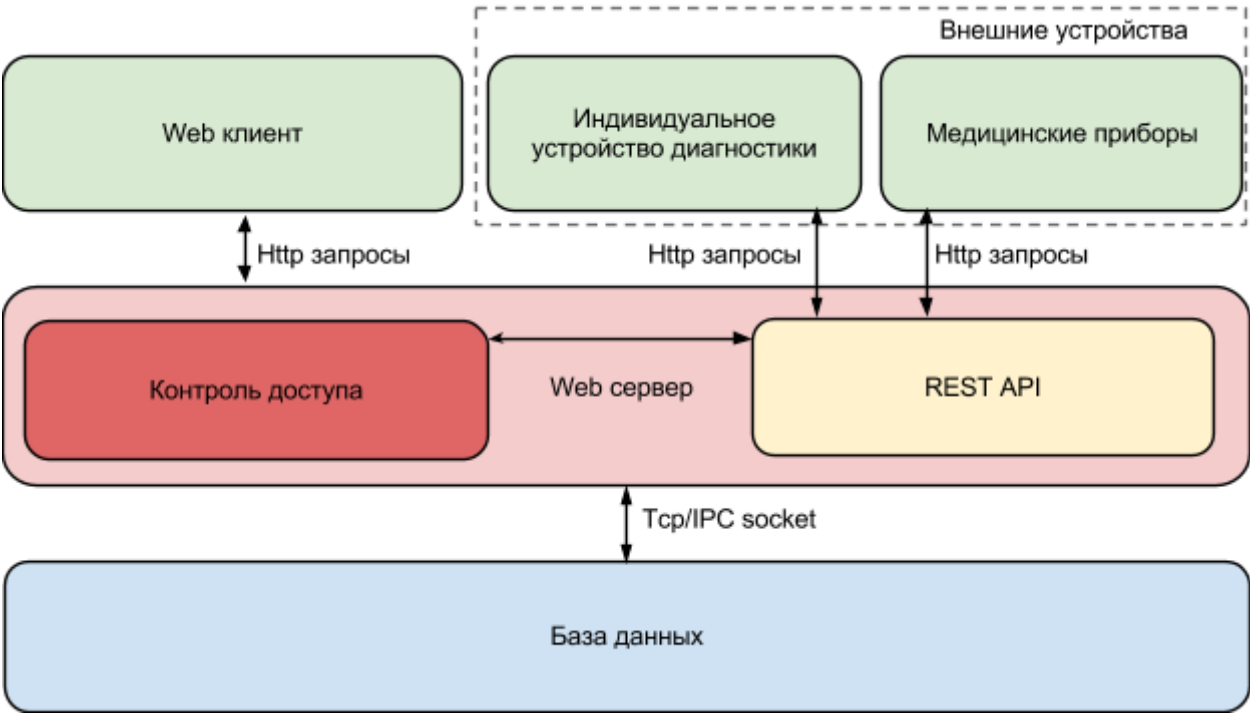 Внешние устройства
Web клиент
Индивидуальное
устройство диагностики
Медицинские приборы
Http запросы
Http запросы
Http запросы
Контроль доступа
Web сервер
REST API
Tcp/IPC socket
База данных